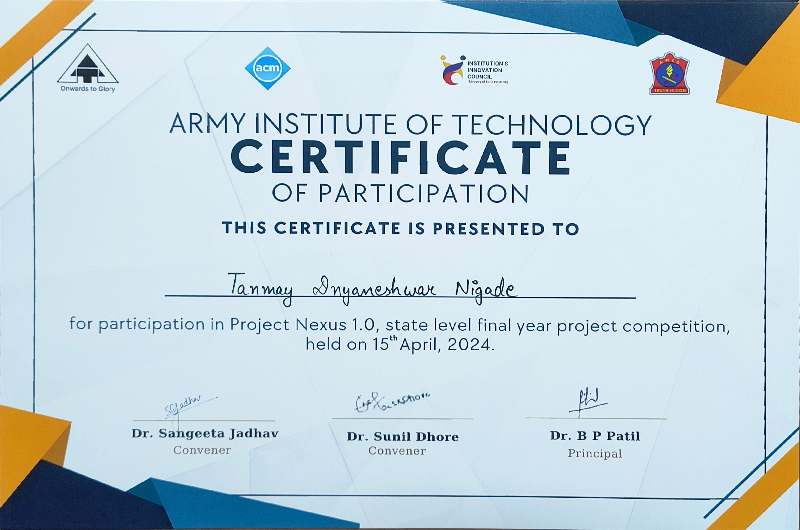 Onwards to Glory
acm
INSTITUTION'S
INNOVATION
COUNCIL
ARMY INSTITUTE OF TECHNOLOGY
CERTIFICATE
OF PARTICIPATION
THIS CERTIFICATE IS PRESENTED TO
Tanmay Dnyaneshwar Nigade
for participation in Project Nexus 1.0, state level final year project competition,
held on 15th April, 2024.
Dr. Sangeeta Jadhav
Convener
Dr. Sunil Dhore
Convener
Dr. B P Patil
Principal